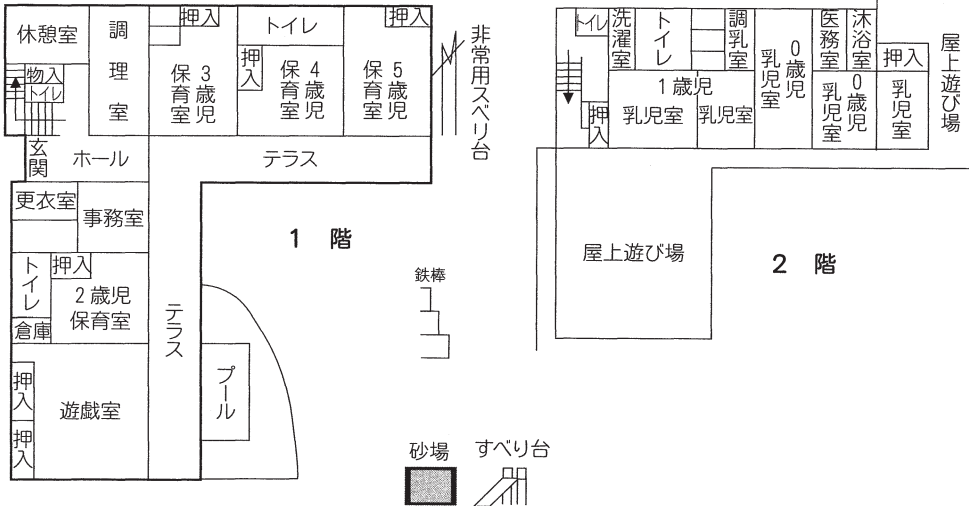 休憩室
調理室
押入
トイレ
押入
押入
3歳児保育室
4歳児保育室
5歳児保育室
非常用スベリ台
物入
トイレ
玄関
ホール
テラス
更衣室
事務室
トイレ
押入
2歳児
保育室
倉庫
テラス
押入
遊戯室
押入
プール
1 階
鉄棒
砂場
すべり台
トイレ
洗濯室
トイレ
調乳室
0歳児乳児室
医務室
沐浴室
押入
屋上遊び場
1歳児
乳児室
乳児室
押入
0歳児乳児室
乳児室
屋上遊び場
2 階